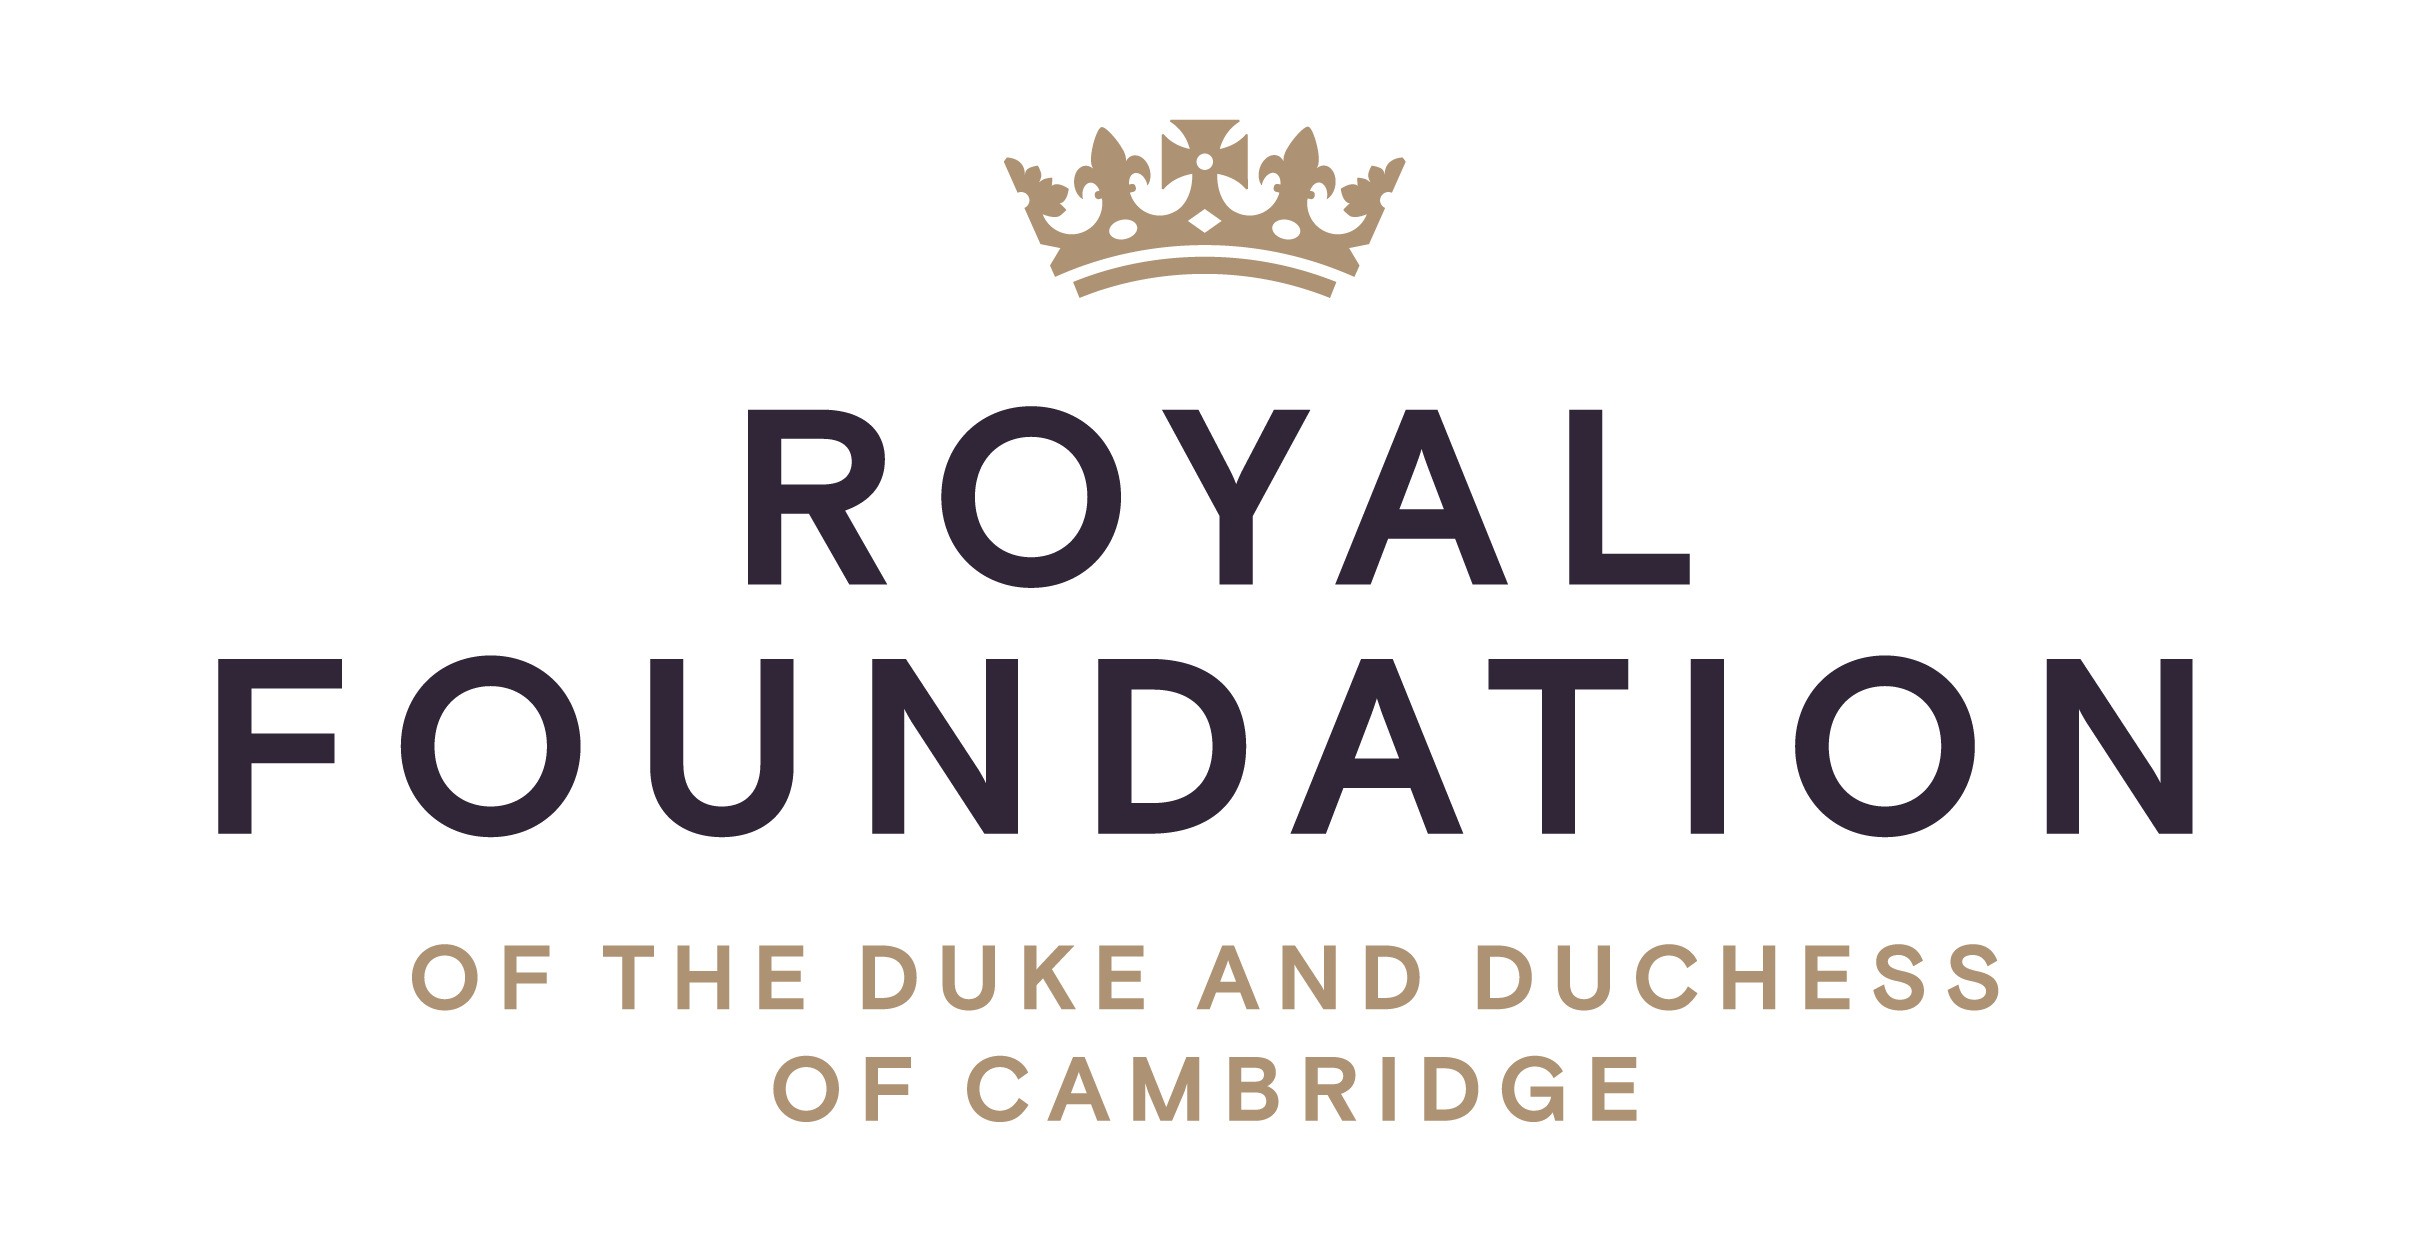 ROYAL
FOUNDATION
OF THE DUKE AND DUCHESS
OF CAMBRIDGE